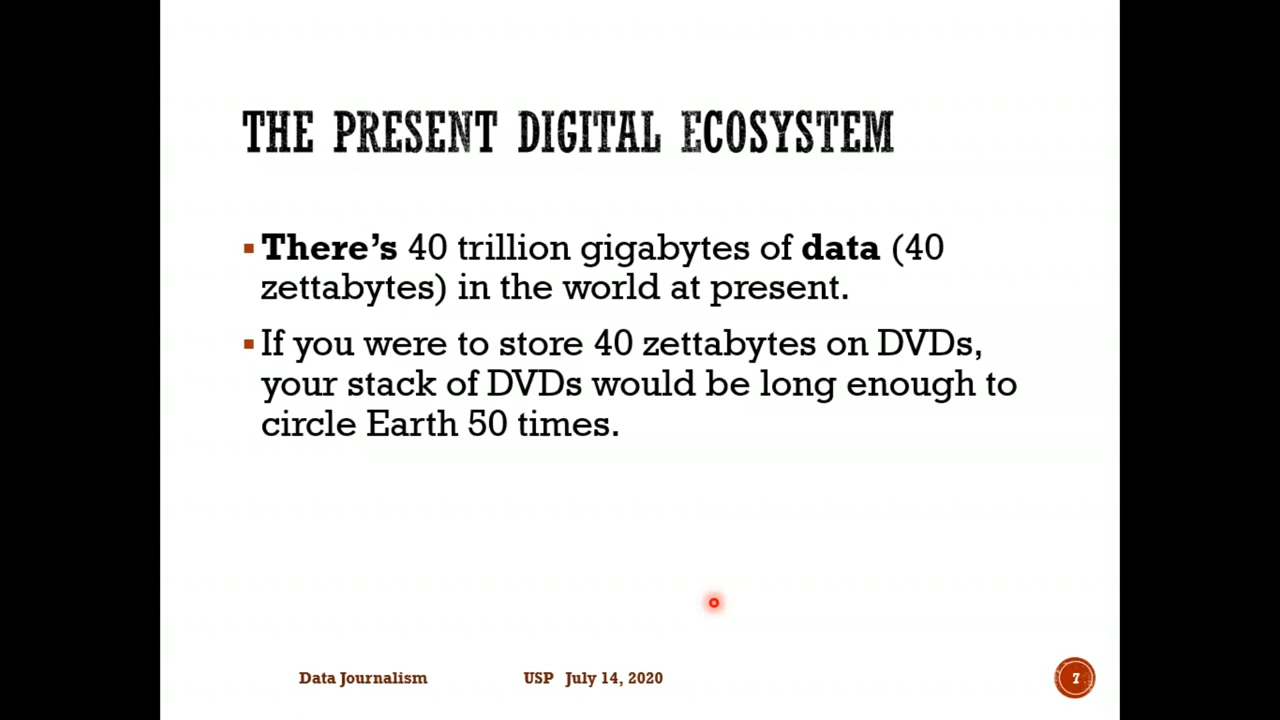 THE PRESENT DIGITAL ECOSYSTEM
There’s 40 trillion gigabytes of data (40
zettabytes) in the world at present.
If you were to store 40 zettabytes on DVDs,
your stack of DVDs would be long enough to
circle Earth 50 times.
Data Journalism USP July 14, 2020 7